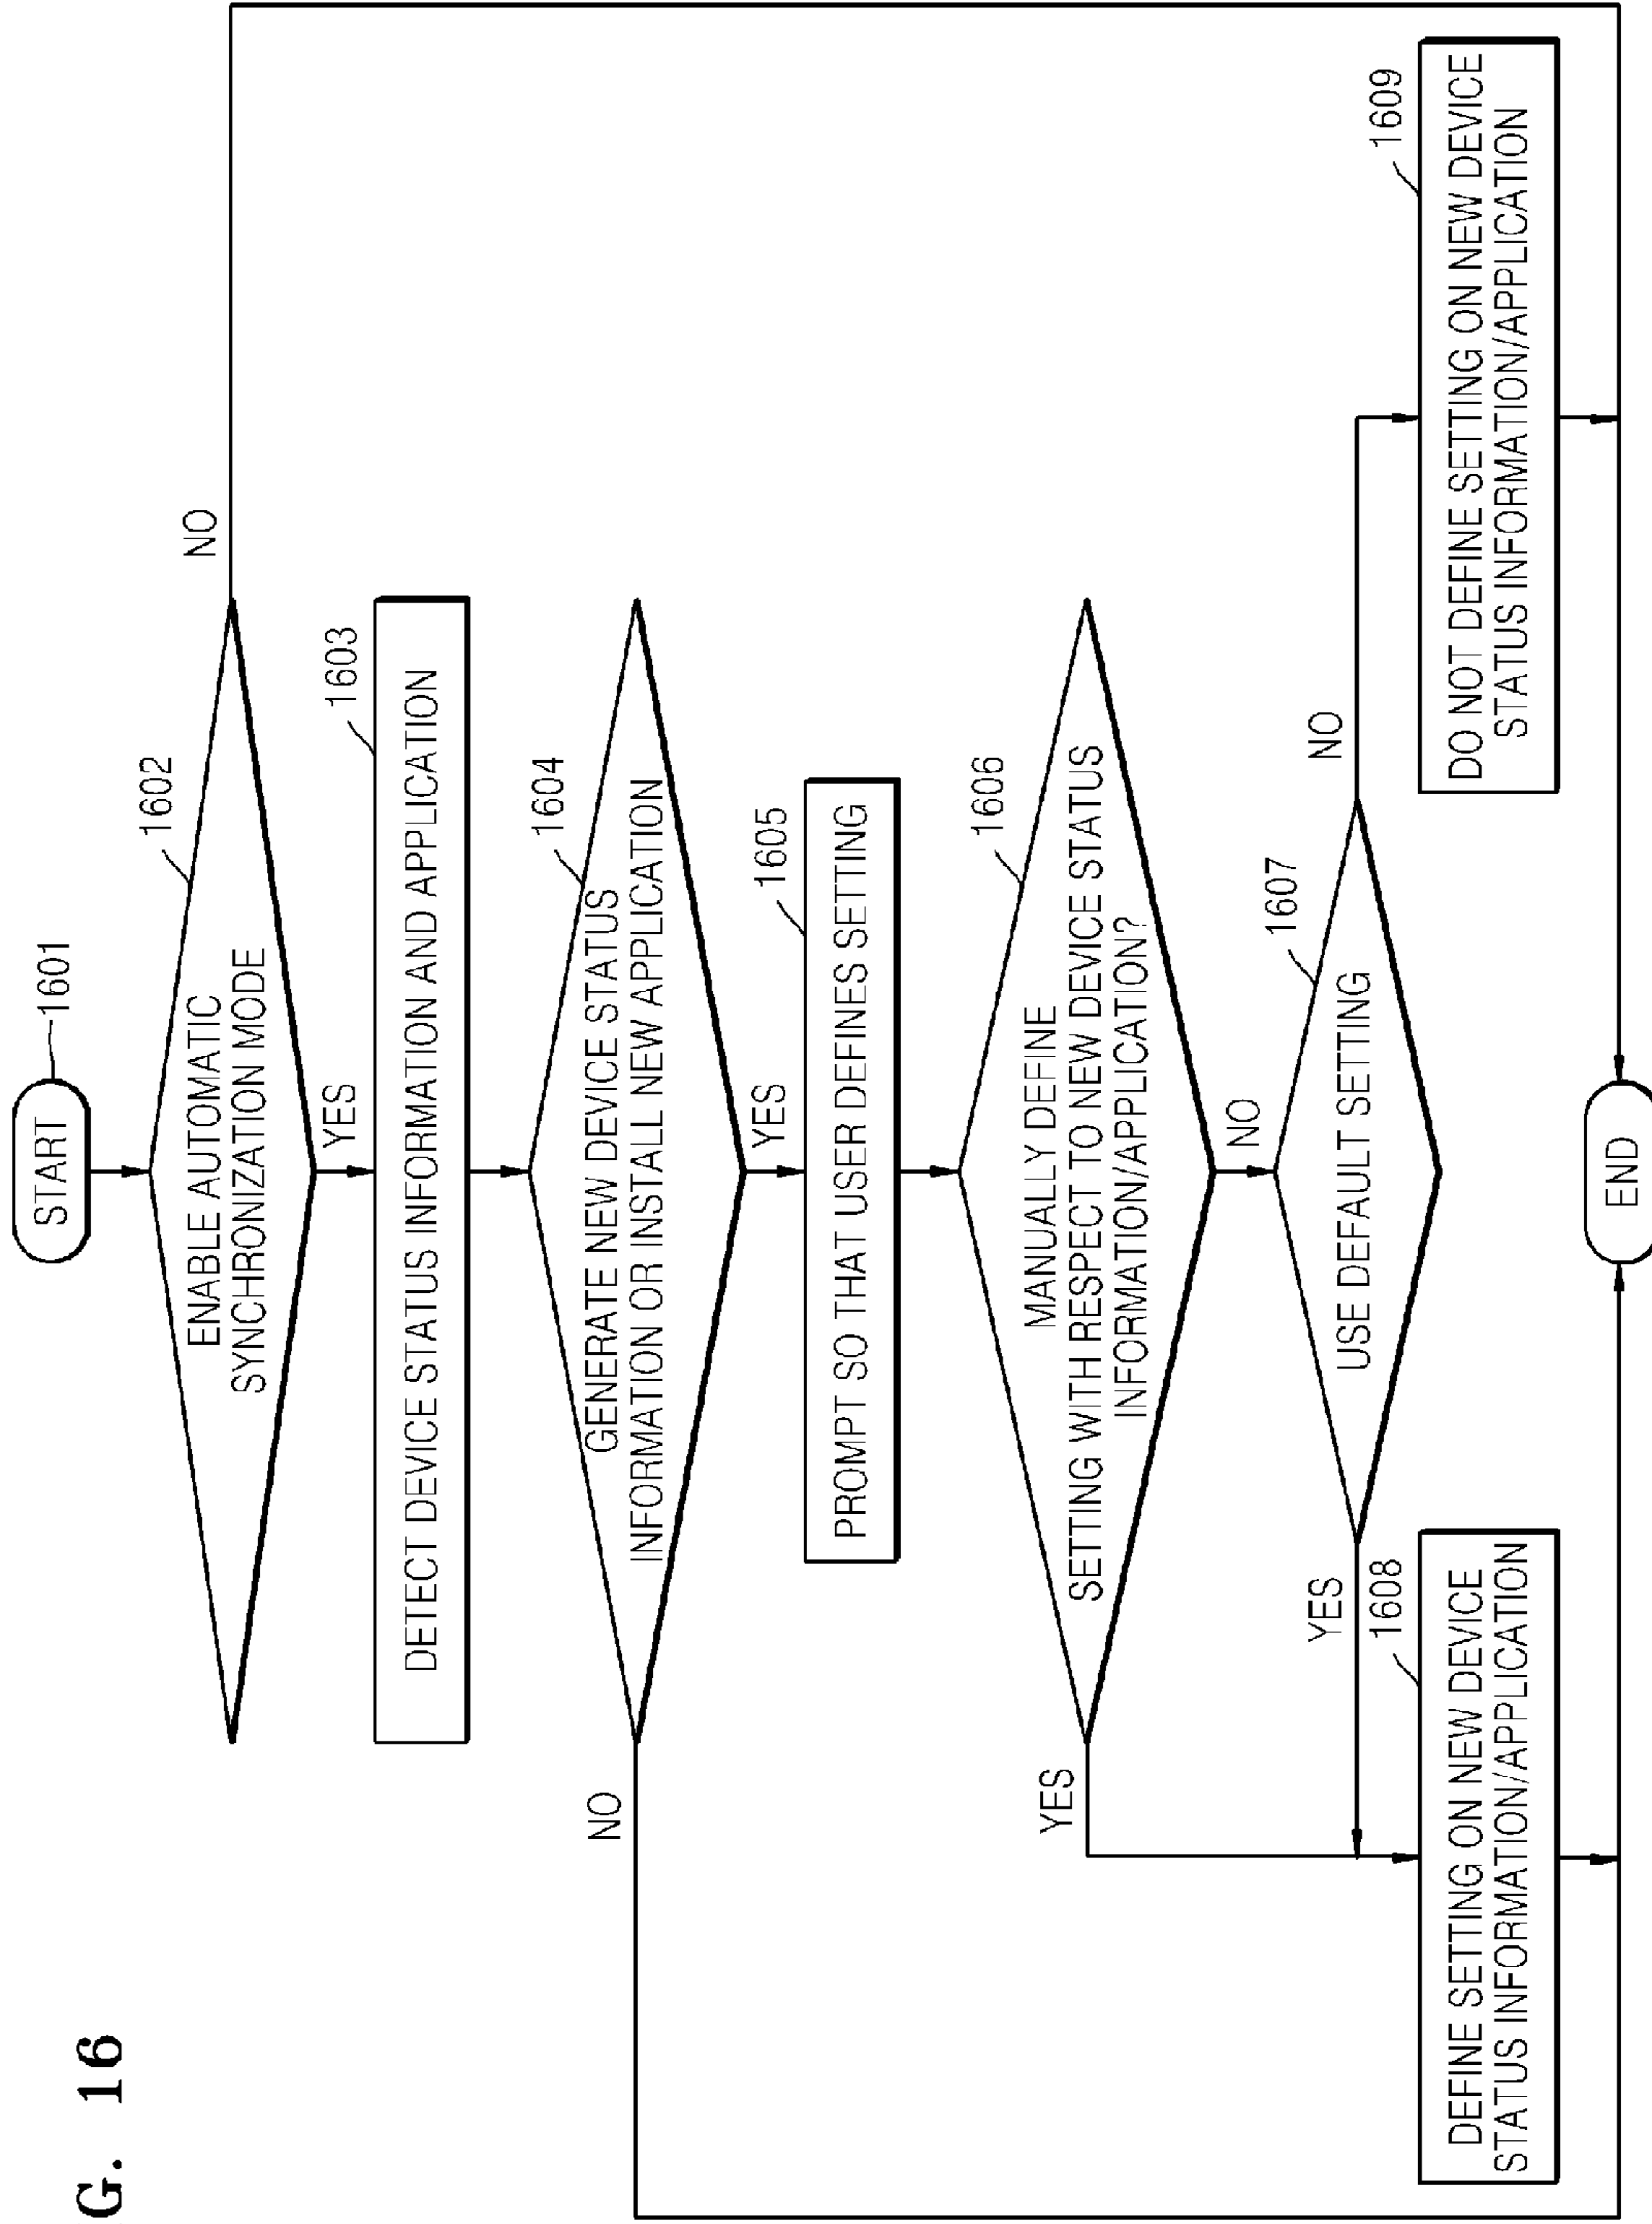 G. 16
START
1601
ENABLE AUTOMATIC
SYNCHRONIZATION MODE
1602
NO
YES
DETECT DEVICE STATUS INFORMATION AND APPLICATION
1603
GENERATE NEW DEVICE STATUS
INFORMATION OR INSTALL NEW APPLICATION
1604
NO
YES
PROMPT SO THAT USER DEFINES SETTING
1605
MANUALLY DEFINE
SETTING WITH RESPECT TO NEW DEVICE STATUS
INFORMATION/APPLICATION?
1606
YES
NO
USE DEFAULT SETTING
1607
YES
NO
DEFINE SETTING ON NEW DEVICE
STATUS INFORMATION/APPLICATION
1608
DO NOT DEFINE SETTING ON NEW DEVICE
STATUS INFORMATION/APPLICATION
1609
END